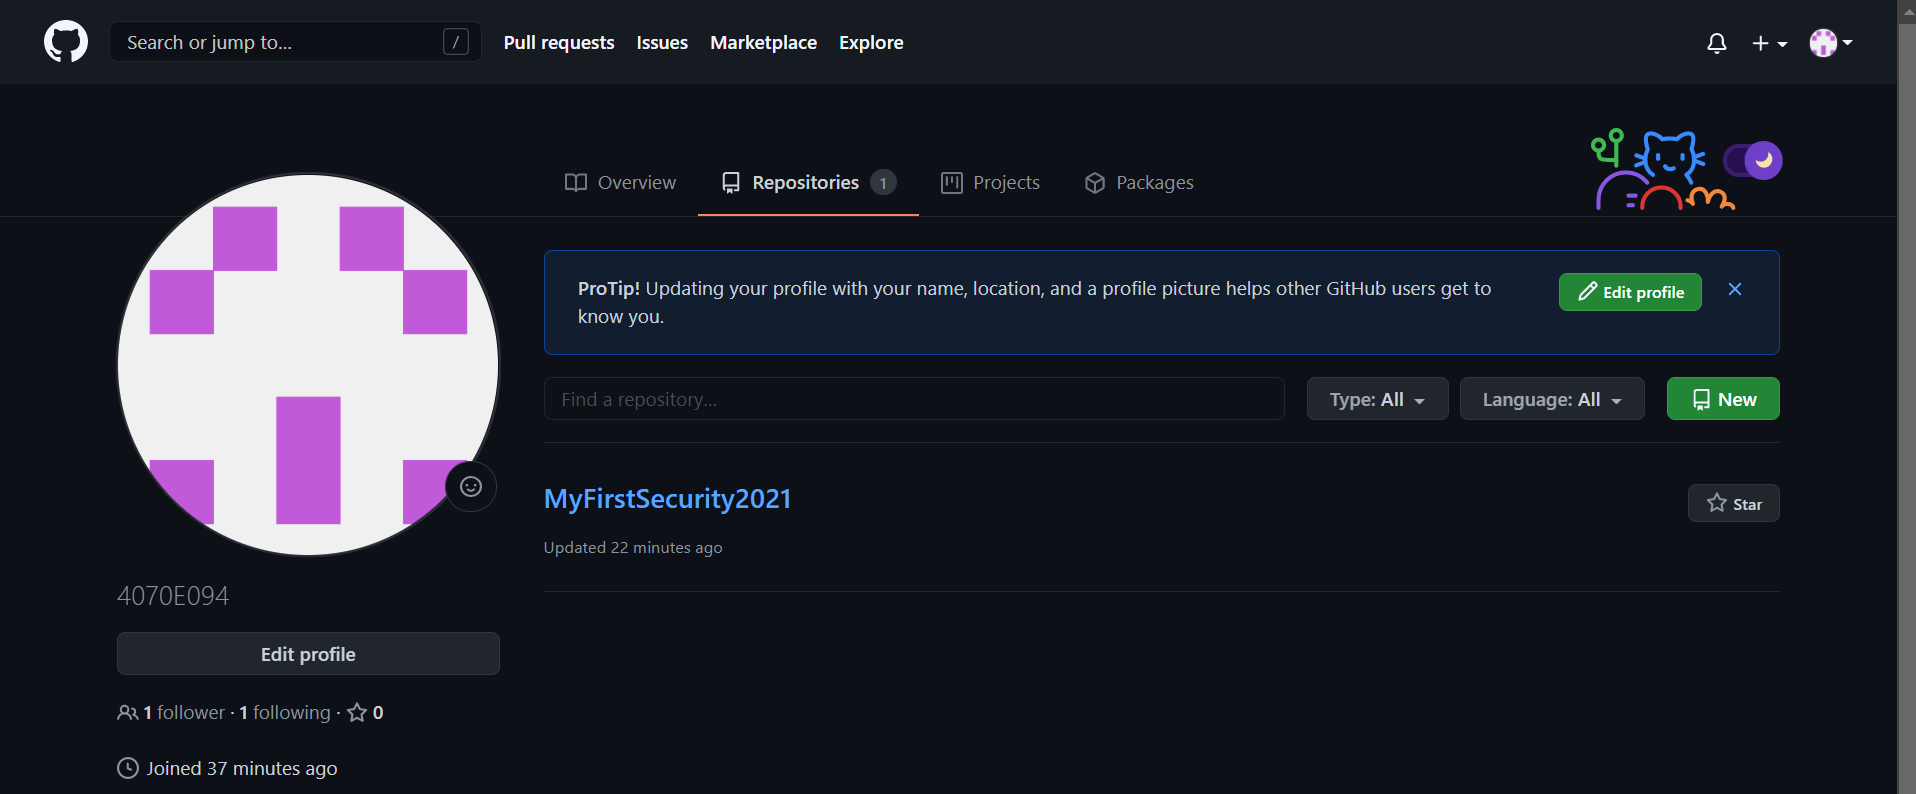 Search or jump to... /
Pull requests Issues Marketplace Explore
Overview Repositories 1 Projects Packages
ProTip! Updating your profile with your name, location, and a profile picture helps other GitHub users get to
know you.
Edit profile
Find a repository...
Type: All
Language: All
New
MyFirstSecurity2021
Star
Updated 22 minutes ago
4070E094
Edit profile
1 follower · 1 following · 0
Joined 37 minutes ago